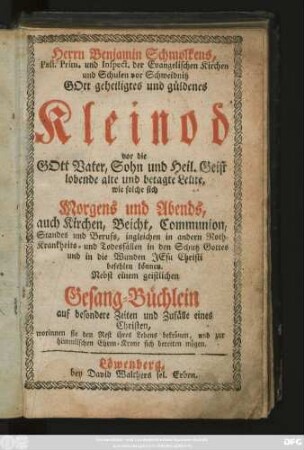 Herrn Benjamin Schmolkens,
Past. Prim. und Inspect. der Evangelischen Kirchen
und Schulen vor Schweidnitz
GOtt geheiligtes und güldenes
Kleinod
vor die
GOtt Vater, Sohn und Heil. Geist
lobende alte und betagte Leute,
wie solche sich
Morgens und Abends,
auch Kirchen, Beicht, Communion,
Standes und Berufs, ingleichen in andern Noth-
Krankheits- und Todesfällen in den Schutz Gottes
und in die Wunden JEsu Christi
befehlen können.
Nebst einem geistlichen
Gesang-Büchlein
auf besondere Zeiten und Zufälle eines
Christen,
worinnen sie den Rest ihres Lebens bekrönen, und zur
himmlischen Ehren-Krone sich bereiten mögen.
Löwenberg,
bey David Walthers sel. Erben.